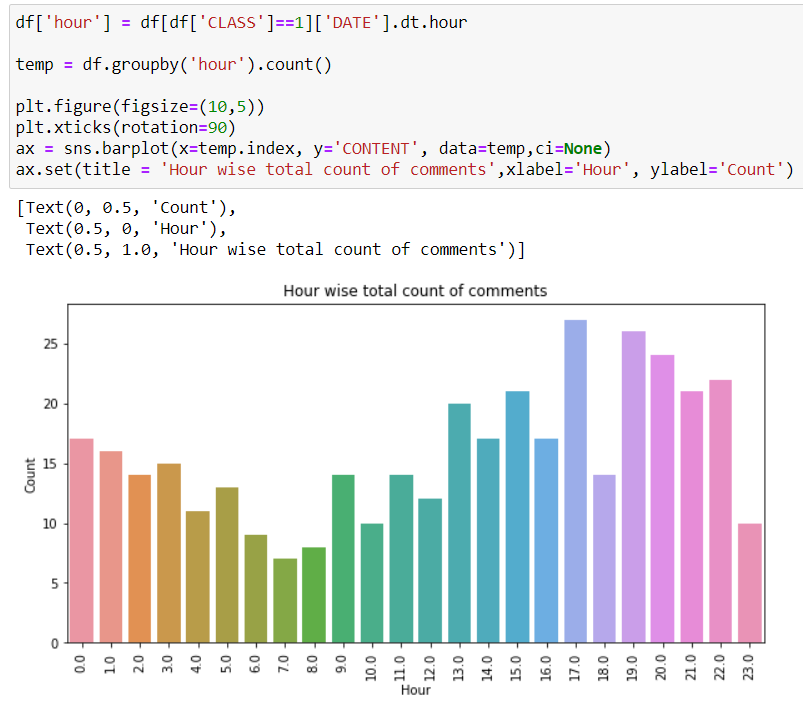 df['hour'] = df[df['CLASS']==1]['DATE'].dt.hour
temp = df.groupby('hour').count()
plt.figure(figsize=(10,5))
plt.xticks(rotation=90)
ax = sns.barplot(x=temp.index, y='CONTENT', data=temp,ci=None)
ax.set(title = 'Hour wise total count of comments',xlabel='Hour', ylabel='Count')
[Text(0, 0.5, 'Count'),
Text(0.5, 0, 'Hour'),
Text(0.5, 1.0, 'Hour wise total count of comments')]
Hour wise total count of comments
25
20
15
10
5
0
Count
0.0 1.0 2.0 3.0 4.0 5.0 6.0 7.0 8.0 9.0 10.0 11.0 12.0 13.0 14.0 15.0 16.0 17.0 18.0 19.0 20.0 21.0 22.0 23.0
Hour